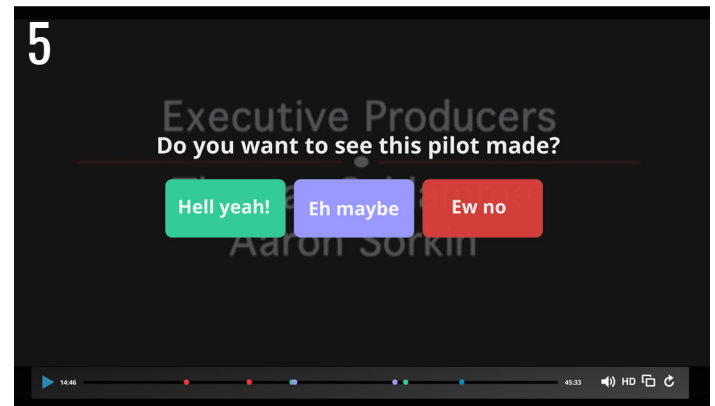 5
Executive Producers
Do you want to see this pilot made?
Hell yeah!
Eh maybe
Ew no
Aaron Sorkin
14:46
45:33
HD